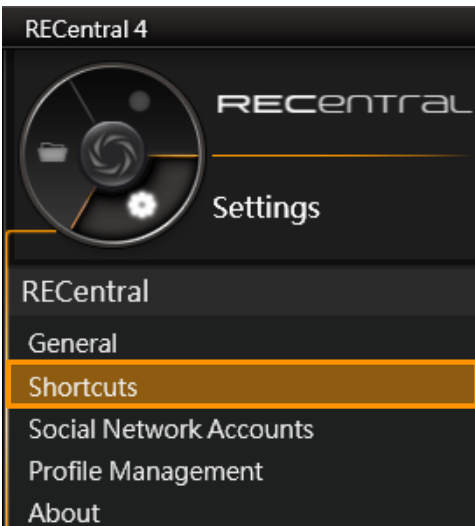 RECentral 4
RECENTRAL
Settings
RECentral
General
Shortcuts
Social Network Accounts
Profile Management
About